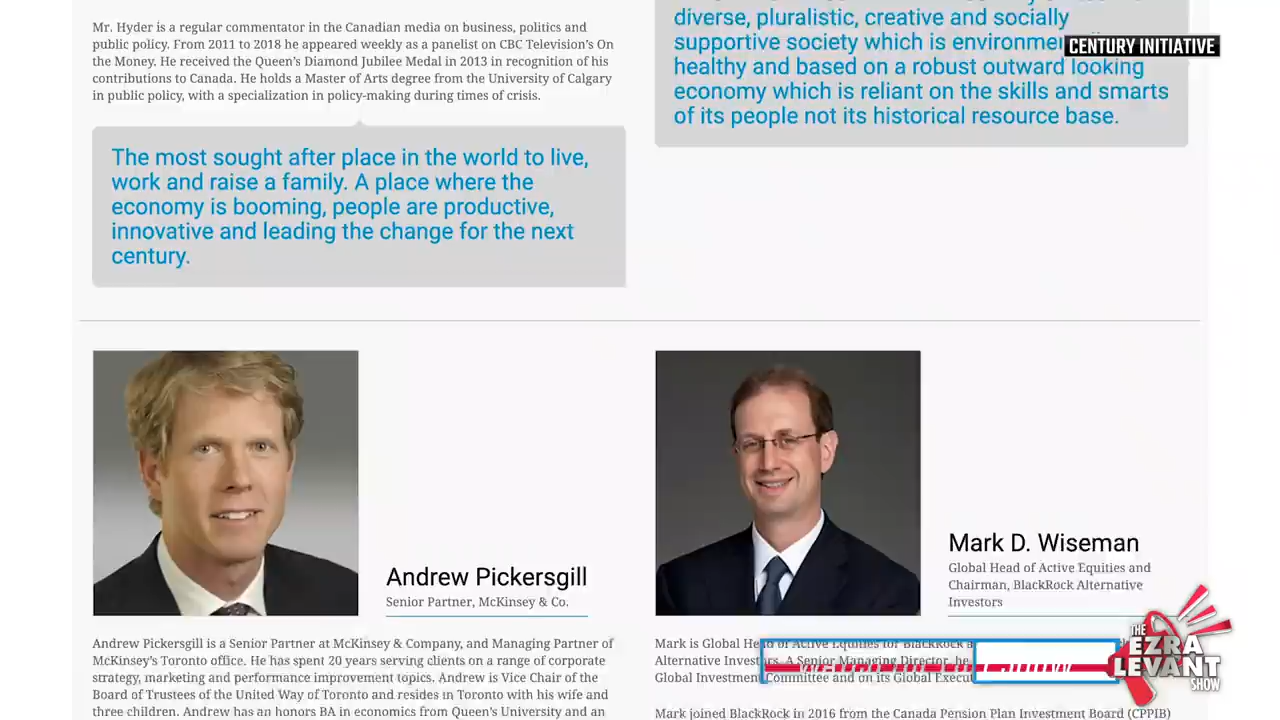 Mr. Hyder is a regular commentator in the Canadian media on business, politics and
public policy. From 2011 to 2018 he appeared weekly as a panelist on CBC Television's On
the Money. He received the Queen's Diamond Jubilee Medal in 2013 in recognition of his
contributions to Canada. He holds a Master of Arts degree from the University of Calgary
in public policy, with a specialization in policy-making during times of crisis.
The most sought after place in the world to live,
work and raise a family. A place where the
economy is booming, people are productive,
innovative and leading the change for the next
century.
diverse, pluralistic, creative and socially
supportive society which is
CENTURY INITIATIVE
healthy and based on a robust outward looking
economy which is reliant on the skills and smarts
of its people not its historical resource base.
Andrew Pickersgill
Senior Partner, McKinsey & Co.
Andrew Pickersgill is a Senior Partner at McKinsey & Company, and Managing Partner of
McKinsey's Toronto office. He has spent 20 years serving clients on a range of corporate
strategy, marketing and performance improvement topics. Andrew is Vice Chair of the
Board of Trustees of the United Way of Toronto and resides in Toronto with his wife and
three children. Andrew has an honors BA in economics from Queen's University and an
Mark D. Wiseman
Global Head of Active Equities and
Chairman, BlackRock Alternative
Investors
Mark is Global Head of Active Equities for BlackRock
Alternative Investors. A Senior Managing Director, he
Global Investment Committee and on its Global
Mark joined BlackRock in 2016 from the Canada Pension Plan Investment Board (CPPIB)
THE
EZRA
LEVANT
SHOW